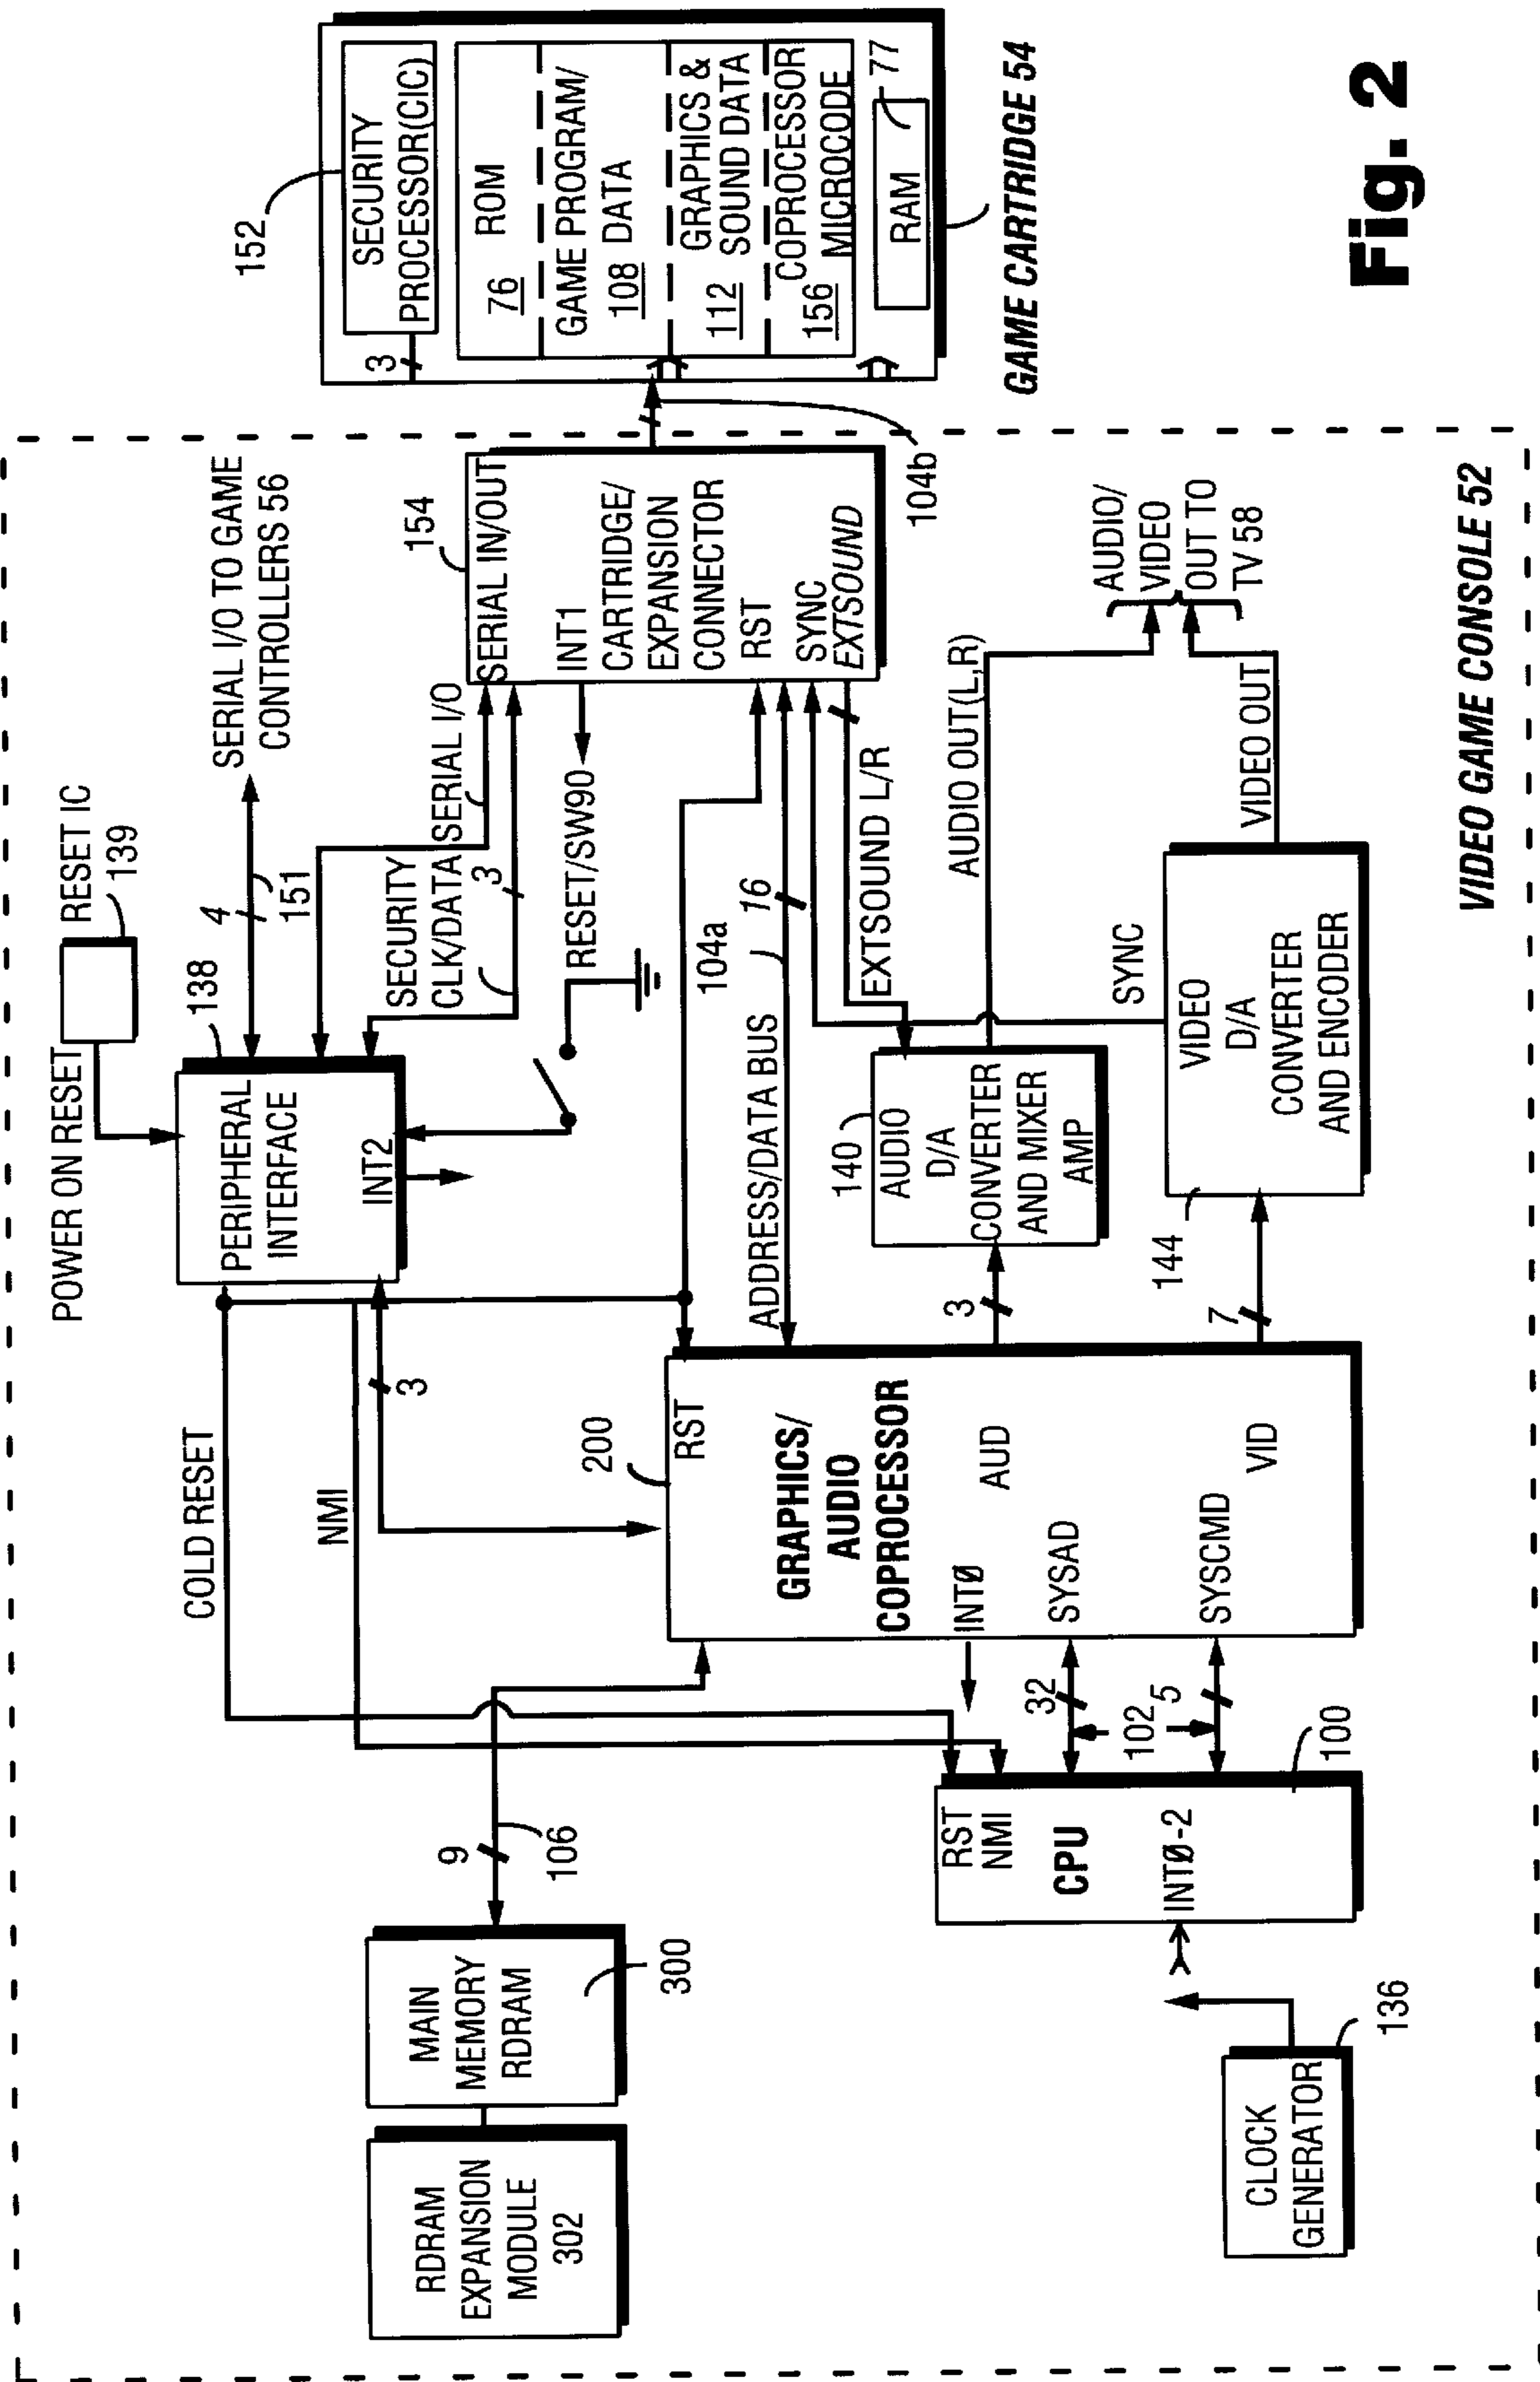 POWER ON RESET
RESET IC
139
138
PERIPHERAL
INTERFACE
INT2
4
151
SERIAL I/O TO GAME
CONTROLLERS 56
152
SECURITY
PROCESSOR(CIC)
3
ROM
76
GAME PROGRAM/
108 DATA
GRAPHICS &
112 SOUND DATA
COPROCESSOR
156 MICROCODE
RAM
77
GAME CARTRIDGE 54
154
SERIAL IN/OUT
INT1
CARTRIDGE/
EXPANSION
CONNECTOR
RST
SYNC
EXTSOUND
104b
SECURITY
CLK/DATA
SERIAL I/O
3
RESET/SW90
COLD RESET
NMI
3
104a
16
ADDRESS/DATA BUS
EXTSOUND L/R
AUDIO OUT(L,R)
AUDIO/
VIDEO
OUT TO
TV 58
VIDEO OUT
SYNC
140
AUDIO
D/A
CONVERTER
AND MIXER
AMP
144
VIDEO
D/A
CONVERTER
AND ENCODER
3
7
200
RST
GRAPHICS/
AUDIO
COPROCESSOR
AUD
INTØ
SYSAD
SYSCMD
VID
32
102
5
100
RST
NMI
CPU
INTØ-2
9
106
MAIN
MEMORY
RDRAM
300
RDRAM
EXPANSION
MODULE
302
CLOCK
GENERATOR
136
VIDEO GAME CONSOLE 52
Fig. 2